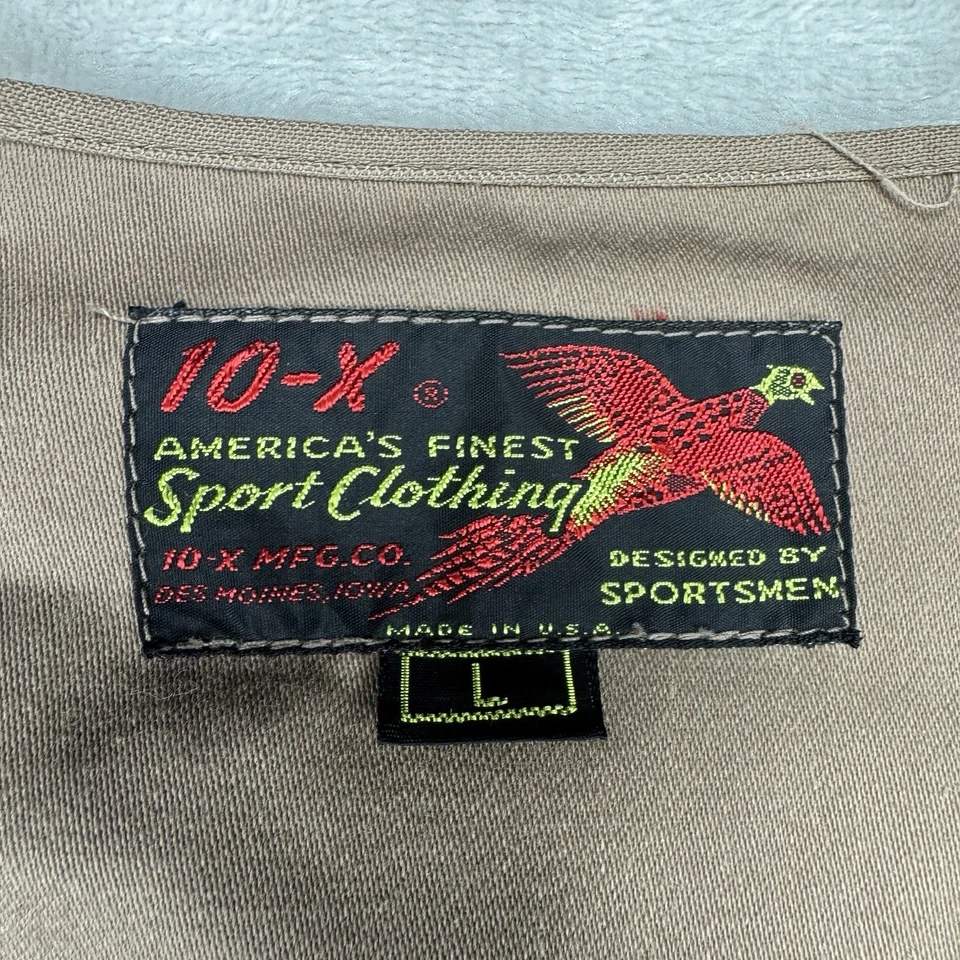 10-X ®
AMERICA'S FINEST
Sport Clothing
10-X MFG.CO.
DES MOINES, IOWA
DESIGNED BY
SPORTSMEN
MADE IN U.S.A.
L